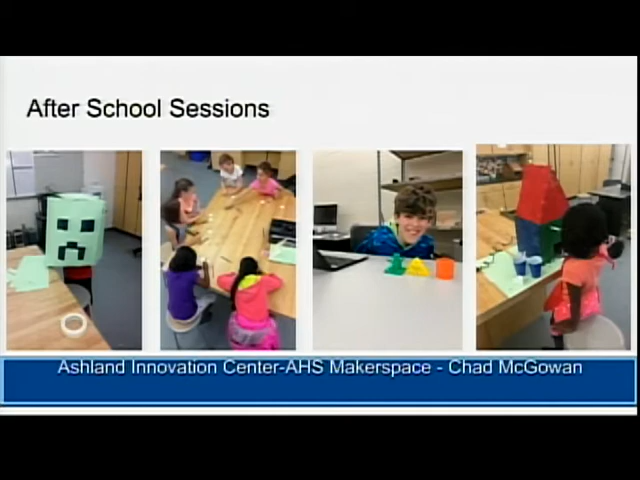 After School Sessions
Ashland Innovation Center-AHS Makerspace - Chad McGowan